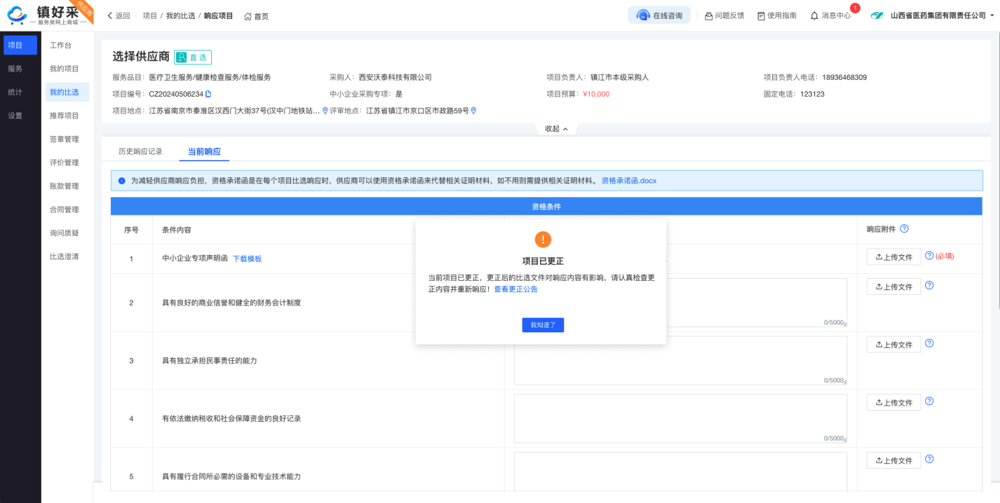 镇好采
服务类网上商城
供应商
返回 项目 / 我的比选 / 响应项目 首页
在线咨询 问题反馈 使用指南 消息中心 1 山西省医药集团有限责任公司
项目
服务
统计
设置
工作台
我的项目
我的比选
推荐项目
签章管理
评价管理
账款管理
合同管理
询问质疑
比选澄清
选择供应商 直选
服务品目：医疗卫生服务/健康检查服务/体检服务 采购人：西安沃泰科技有限公司 项目负责人：镇江市本级采购人 项目负责人电话：18936468309
项目编号：CZ20240506234 中小企业采购专项：是 项目预算：¥10,000 固定电话：123123
项目地点：江苏省南京市秦淮区汉西门大街37号(汉中门地铁站... 评审地点：江苏省镇江市京口区市政路59号
收起
历史响应记录 当前响应
为减轻供应商响应负担，资格承诺函是在每个项目比选响应时，供应商可以使用资格承诺函来代替相关证明材料，如不用则需提供相关证明材料。 资格承诺函.docx
资格条件
序号 条件内容 响应附件
1 中小企业专项声明函 下载模板 上传文件 (必填)
2 具有良好的商业信誉和健全的财务会计制度 0/5000 上传文件
3 具有独立承担民事责任的能力 0/5000 上传文件
4 有依法缴纳税收和社会保障资金的良好记录 0/5000 上传文件
5 具有履行合同所必需的设备和专业技术能力 上传文件
项目已更正
当前项目已更正，更正后的比选文件对响应内容有影响，请认真检查更
正内容并重新响应！查看更正公告
我知道了